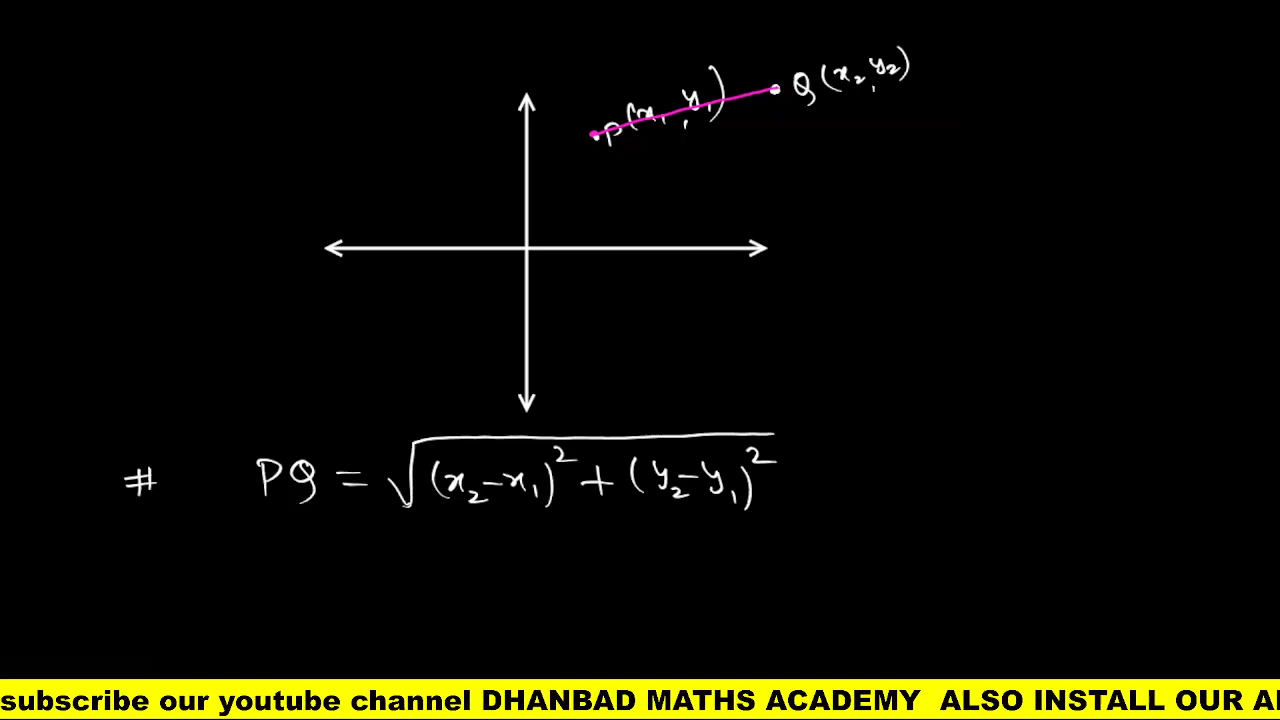 Q(x₂, y₂)
P(x₁, y₁)
# PQ = √((x₂-x₁)² + (y₂-y₁)²)
subscribe our youtube channel DHANBAD MATHS ACADEMY ALSO INSTALL OUR